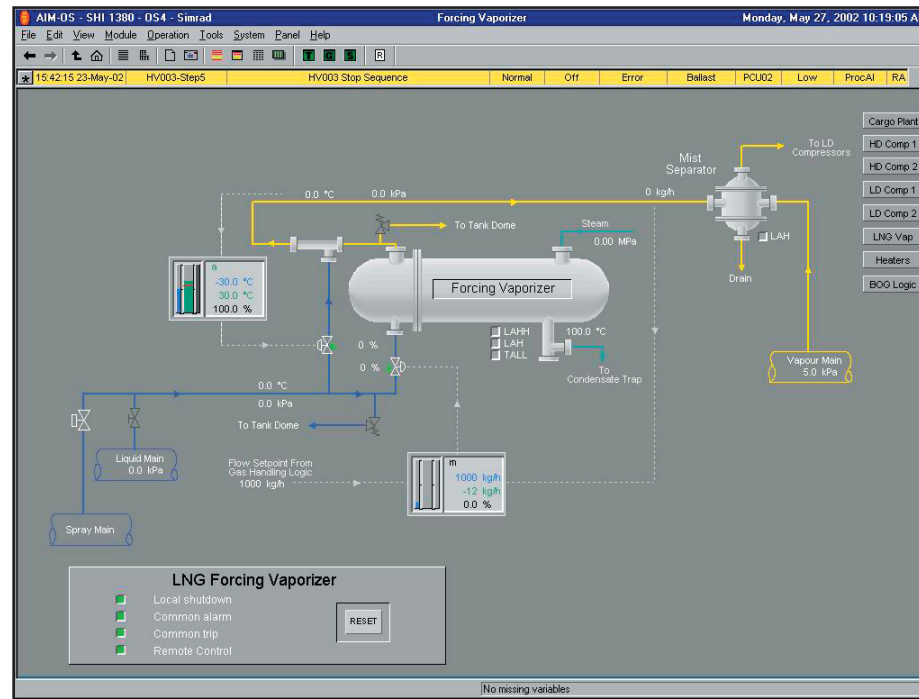 AIM-OS - SHI 1380 - OS4 - Simrad Forcing Vaporizer Monday, May 27, 2002 10:19:05 A
File Edit View Module Operation Tools System Panel Help
T G S R
* 15:42:15 23-May-02 HV003-Step5 HV003 Stop Sequence Normal Off Error Ballast PCU02 Low ProcAl RA
Cargo Plant
HD Comp 1
HD Comp 2
LD Comp 1
LD Comp 2
LNG Vap
Heaters
BOG Logic
To LD
Compressors
Mist
Separator
0.0 °C 0.0 kPa 0 kg/h
To Tank Dome
Steam
0.00 MPa
LAH
Drain
a
-30.0 °C
30.0 °C
100.0 %
Forcing Vaporizer
LAHH
LAH
TALL
100.0 °C
To
Condensate Trap
0 %
0 %
Vapour Main
5.0 kPa
0.0 °C
0.0 kPa
To Tank Dome
Liquid Main
0.0 kPa
Flow Setpoint From
Gas Handling Logic
1000 kg/h
m
1000 kg/h
-12 kg/h
0.0 %
Spray Main
LNG Forcing Vaporizer
Local shutdown
Common alarm
Common trip
Remote Control
RESET
No missing variables